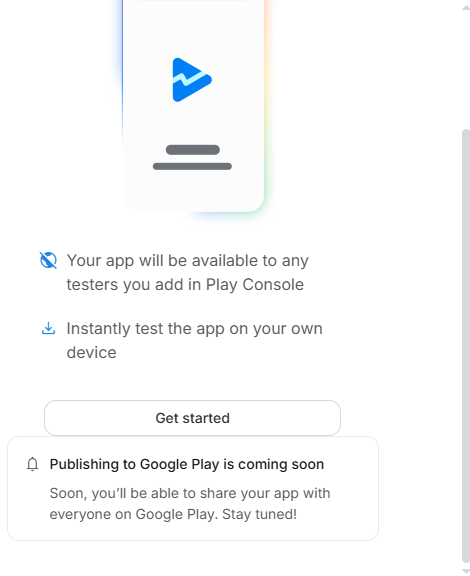 Your app will be available to any
testers you add in Play Console
Instantly test the app on your own
device
Get started
Publishing to Google Play is coming soon
Soon, you’ll be able to share your app with
everyone on Google Play. Stay tuned!